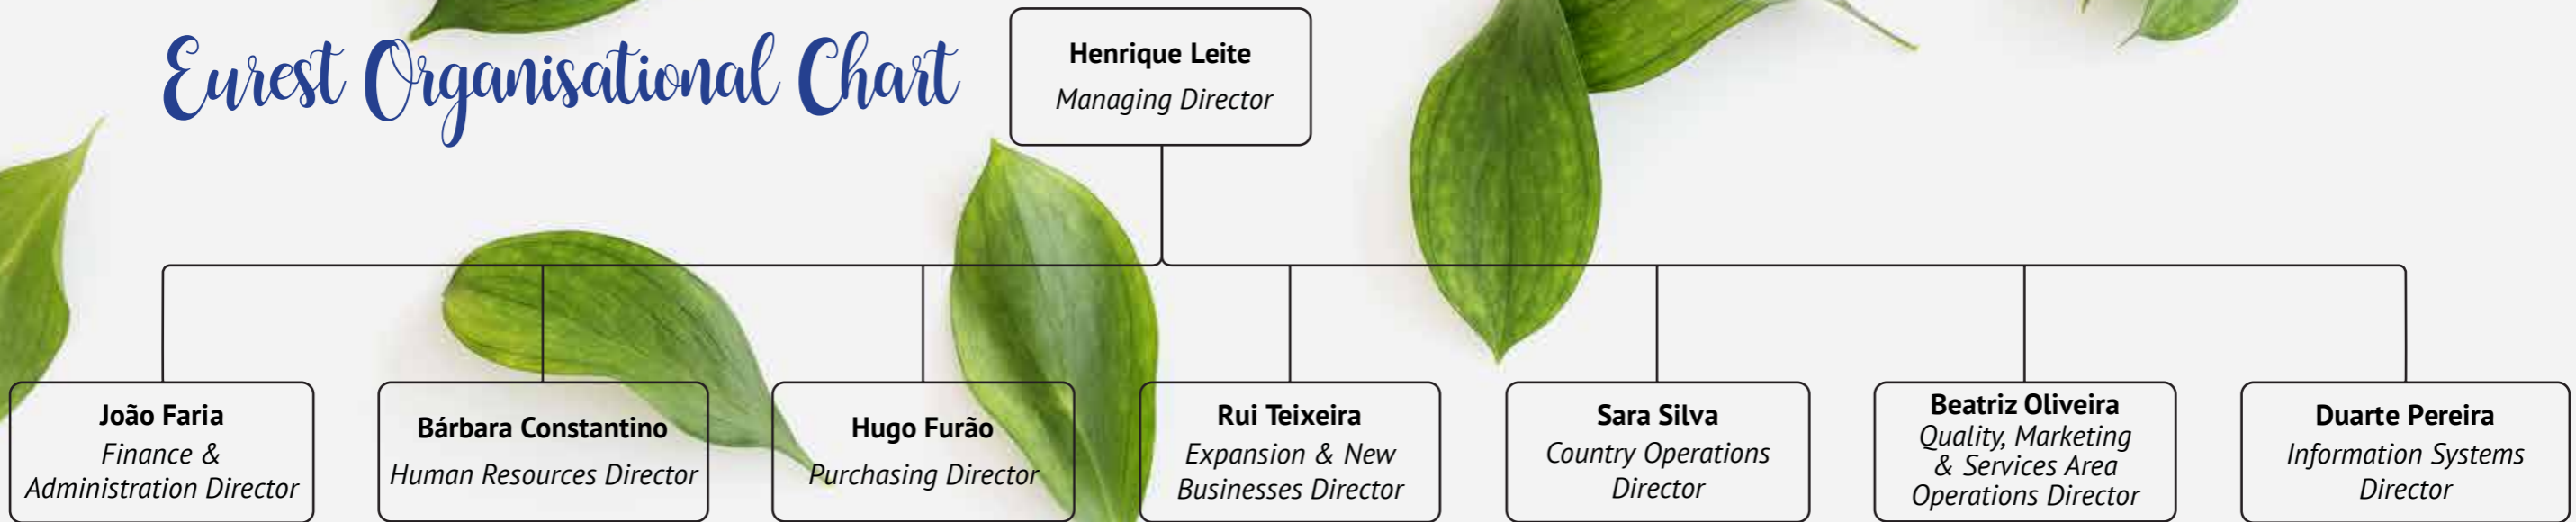 Eurest Organisational Chart
Henrique Leite
Managing Director
João Faria
Finance &
Administration Director
Bárbara Constantino
Human Resources Director
Hugo Furão
Purchasing Director
Rui Teixeira
Expansion & New
Businesses Director
Sara Silva
Country Operations
Director
Beatriz Oliveira
Quality, Marketing
& Services Area
Operations Director
Duarte Pereira
Information Systems
Director